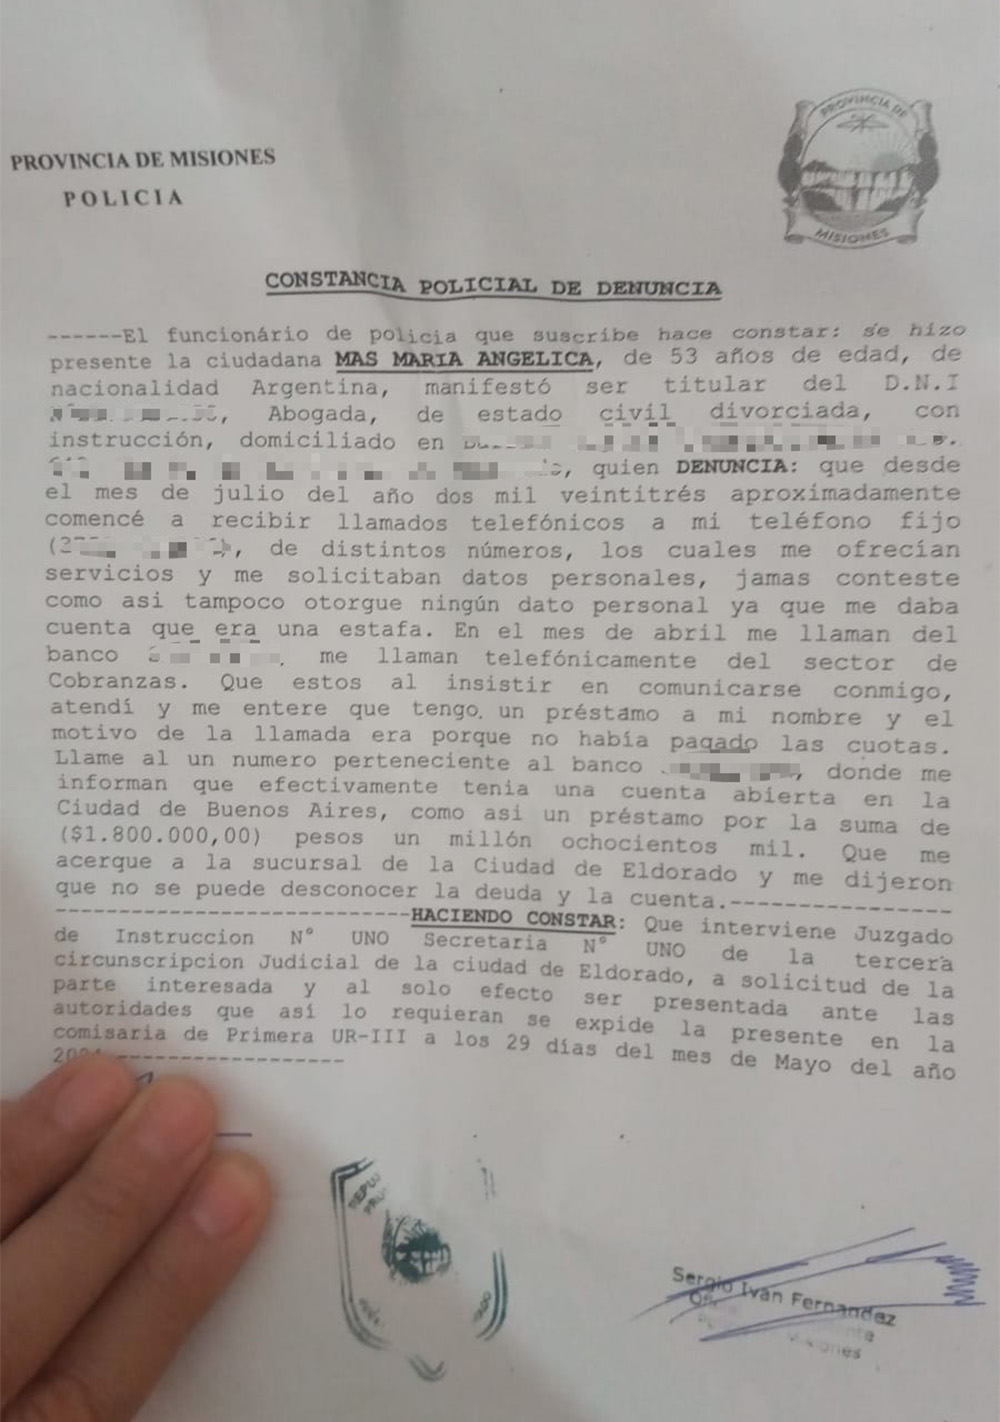 PROVINCIA DE MISIONES
POLICIA
PROVINCIA DE
MISIONES
CONSTANCIA POLICIAL DE DENUNCIA
------El funcionário de policia que suscribe hace constar: se hizo
presente la ciudadana MAS MARIA ANGELICA, de 53 años de edad, de
nacionalidad Argentina, manifestó ser titular del D.N.I
, Abogada, de estado civil divorciada, con
instrucción, domiciliado en
, quien DENUNCIA: que desde
el mes de julio del año dos mil veintitrés aproximadamente
comencé a recibir llamados telefónicos a mi teléfono fijo
, de distintos números, los cuales me ofrecían
servicios y me solicitaban datos personales, jamas conteste
como asi tampoco otorgue ningún dato personal ya que me daba
cuenta que era una estafa. En el mes de abril me llaman del
banco , me llaman telefónicamente del sector de
Cobranzas. Que estos al insistir en comunicarse conmigo,
atendí y me entere que tengo un préstamo a mi nombre y el
motivo de la llamada era porque no había pagado las cuotas.
Llame al un numero perteneciente al banco , donde me
informan que efectivamente tenia una cuenta abierta en la
Ciudad de Buenos Aires, como asi un préstamo por la suma de
($1.800.000,00) pesos un millón ochocientos mil. Que me
acerque a la sucursal de la Ciudad de Eldorado y me dijeron
que no se puede desconocer la deuda y la cuenta.----------------
--------------------------HACIENDO CONSTAR: Que interviene Juzgado
de Instruccion N° UNO Secretaria N° UNO de la tercera
circunscripcion Judicial de la ciudad de Eldorado, a solicitud de la
parte interesada y al solo efecto ser presentada ante las
autoridades que así lo requieran se expide la presente en la
comisaria de Primera UR-III a los 29 días del mes de Mayo del año
-----------------
Sergio Iván Fernandez